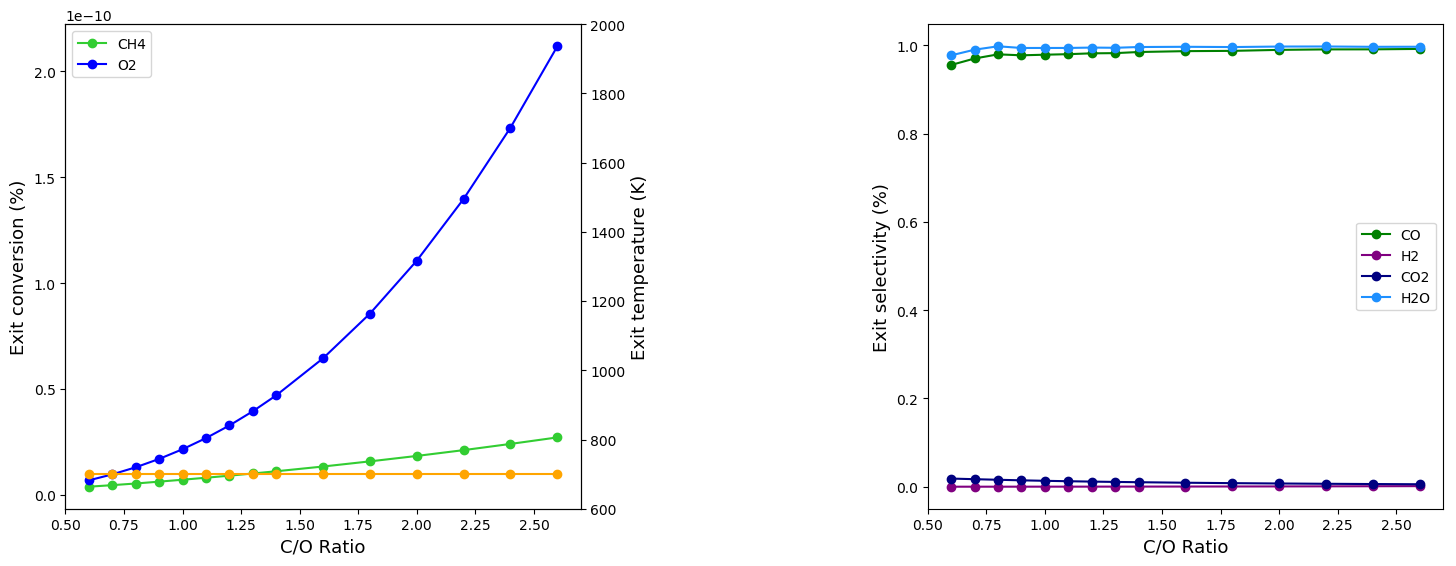 1e−10
CH4
O2
Exit conversion (%)
2.0
1.5
1.0
0.5
0.0
0.50 0.75 1.00 1.25 1.50 1.75 2.00 2.25 2.50
C/O Ratio
2000
1800
1600
1400
1200
1000
800
600
Exit temperature (K)
Exit selectivity (%)
1.0
0.8
0.6
0.4
0.2
0.0
CO
H2
CO2
H2O
0.50 0.75 1.00 1.25 1.50 1.75 2.00 2.25 2.50
C/O Ratio